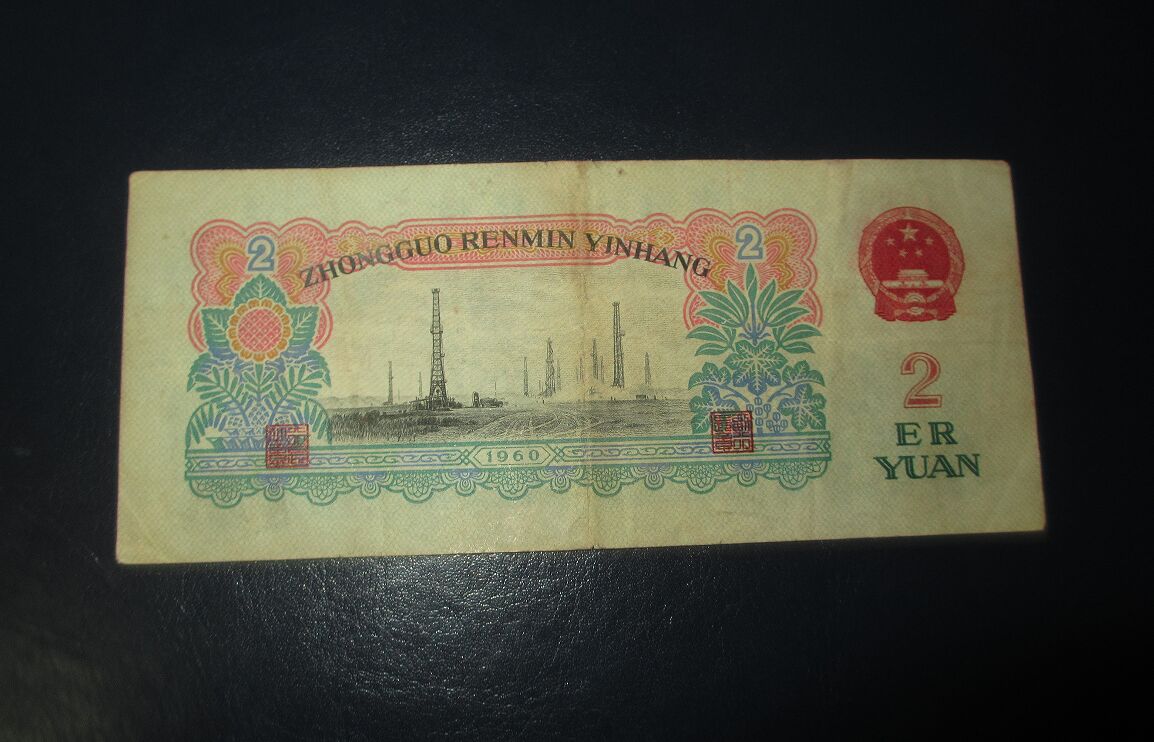 2 2
ZHONGGUO RENMIN YINHANG
1960
2
ER
YUAN